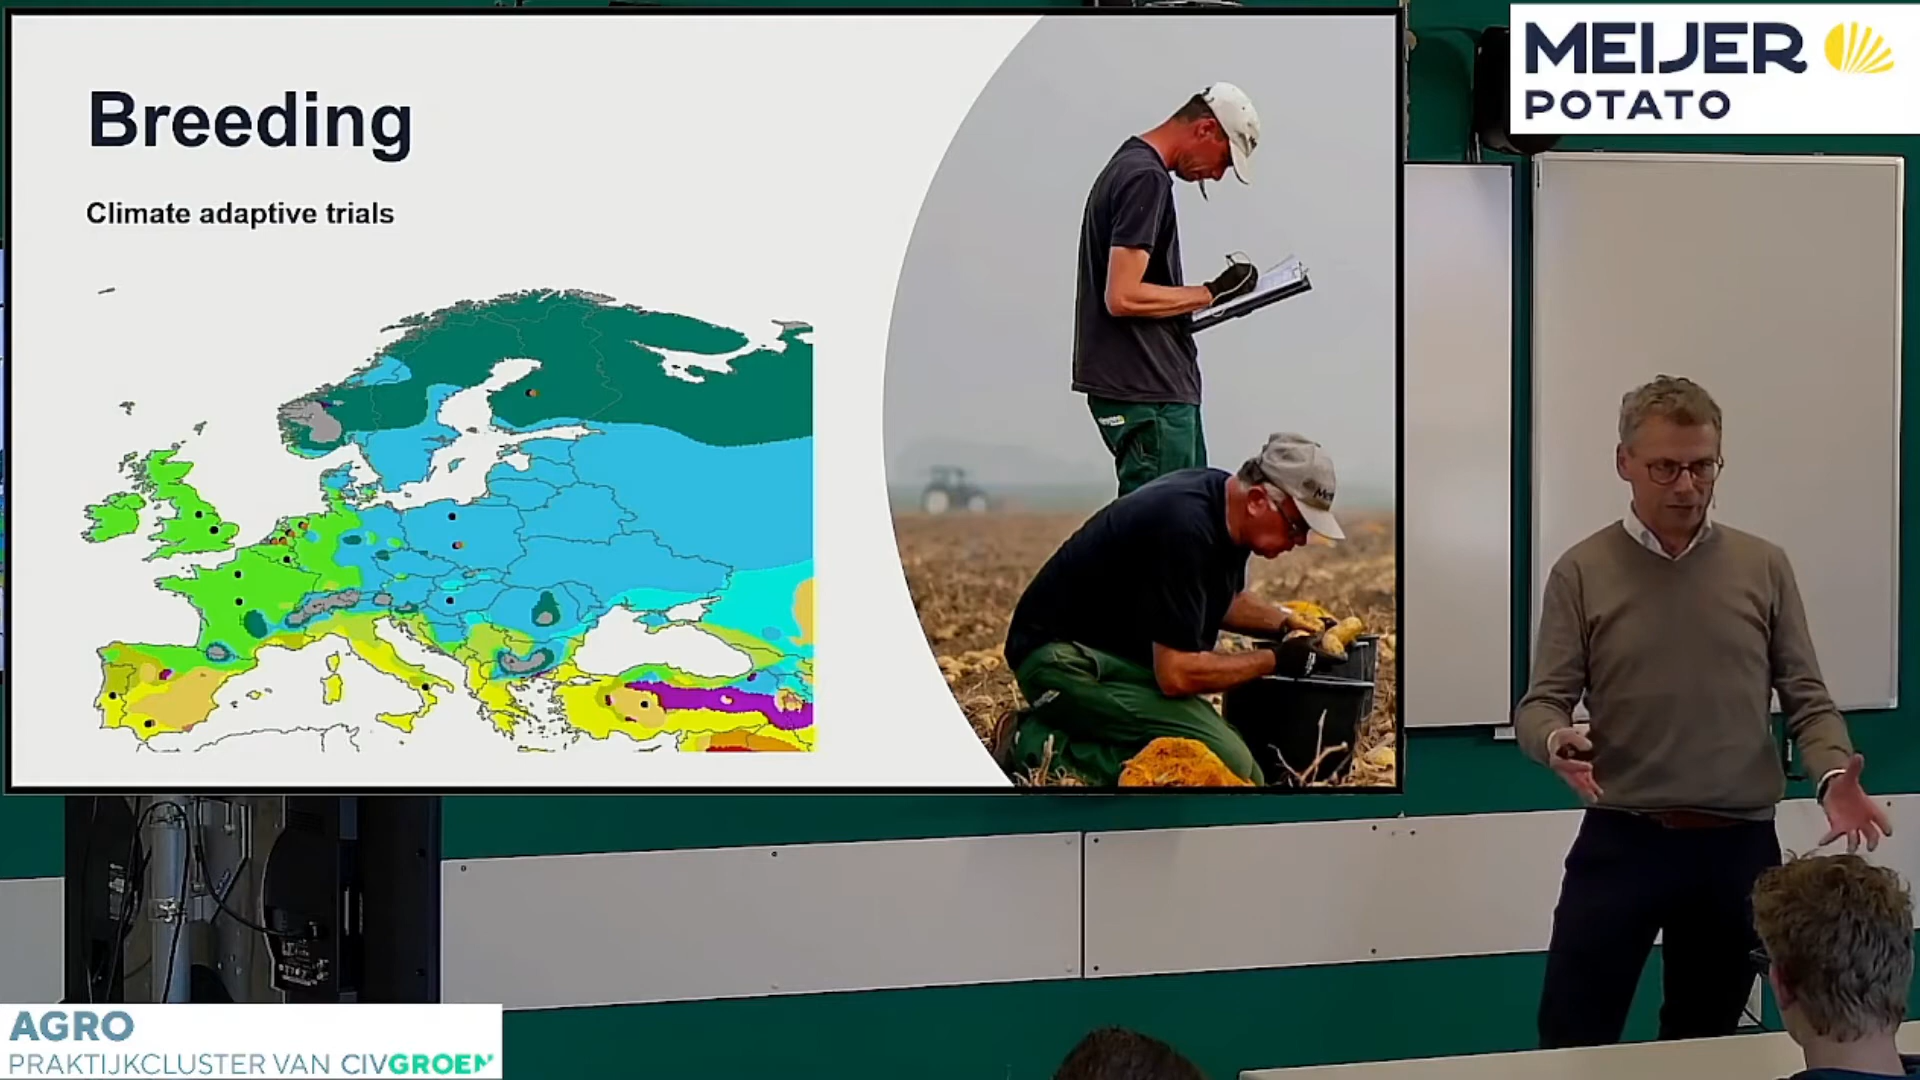 Breeding
Climate adaptive trials
MEIJER
POTATO
AGRO
PRAKTIJKCLUSTER VAN CIVGROEN